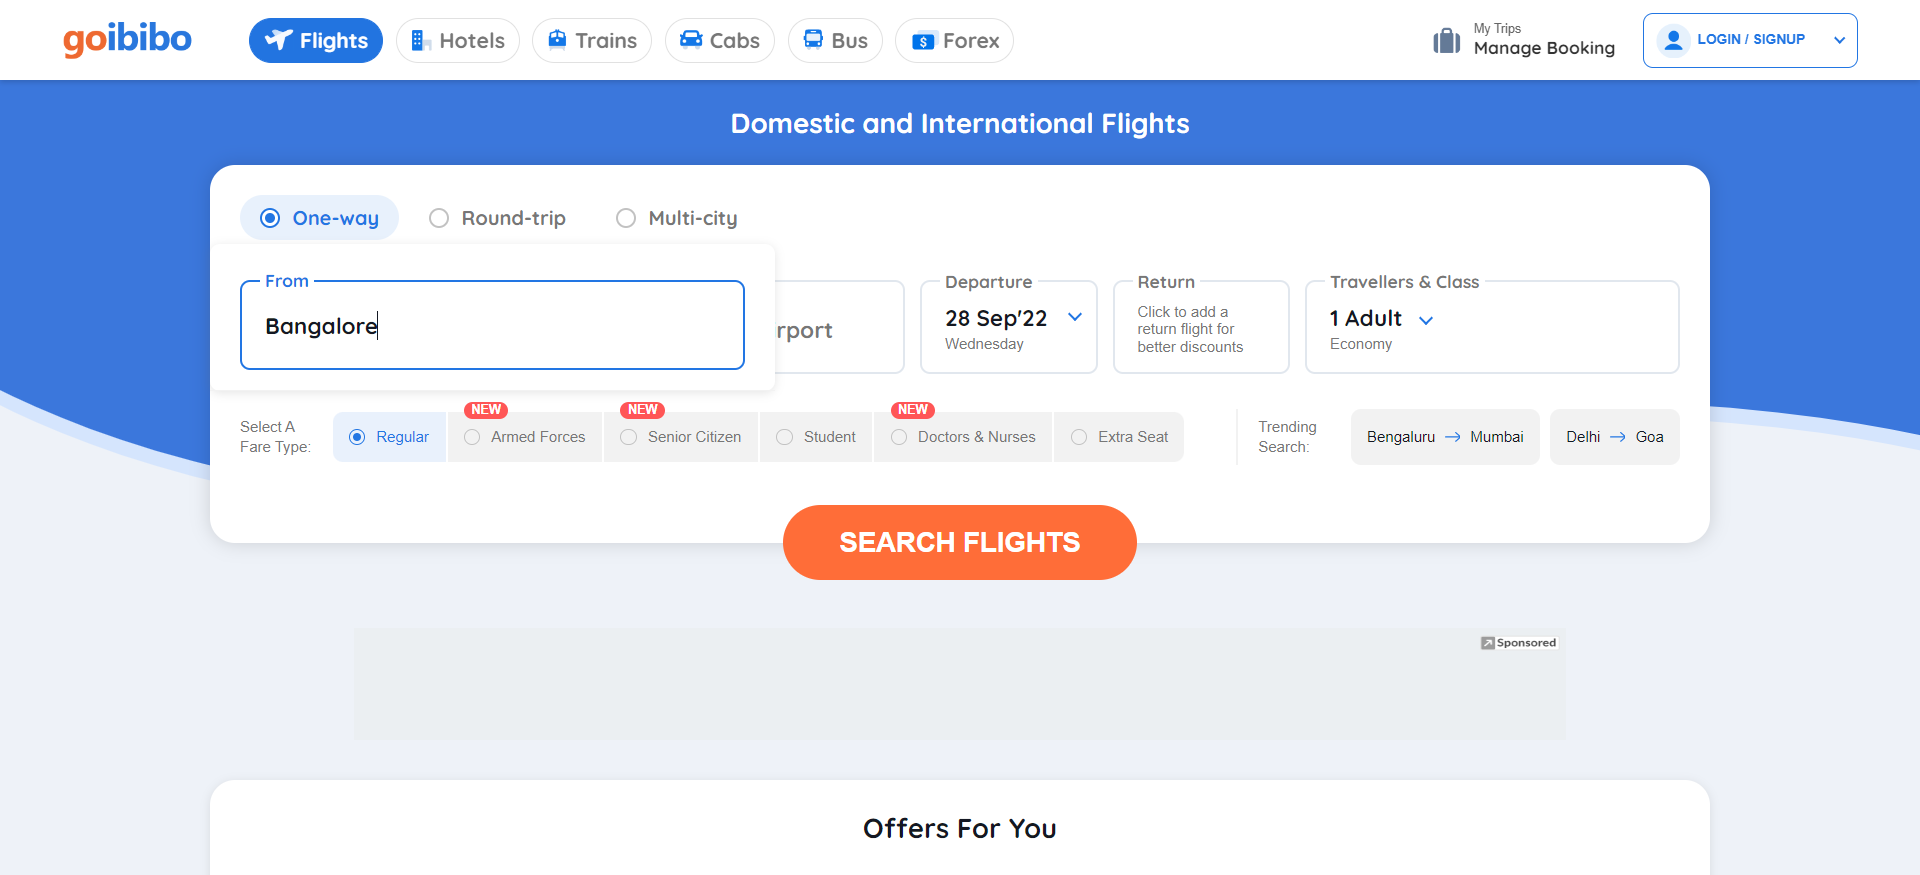 goibibo
Flights
Hotels
Trains
Cabs
Bus
Forex
My Trips
Manage Booking
LOGIN / SIGNUP
Domestic and International Flights
One-way
Round-trip
Multi-city
From
Bangalore
rport
Departure
28 Sep'22
Wednesday
Return
Click to add a
return flight for
better discounts
Travellers & Class
1 Adult
Economy
Select A
Fare Type:
Regular
NEW
Armed Forces
NEW
Senior Citizen
Student
NEW
Doctors & Nurses
Extra Seat
Trending
Search:
Bengaluru → Mumbai
Delhi → Goa
SEARCH FLIGHTS
Sponsored
Offers For You